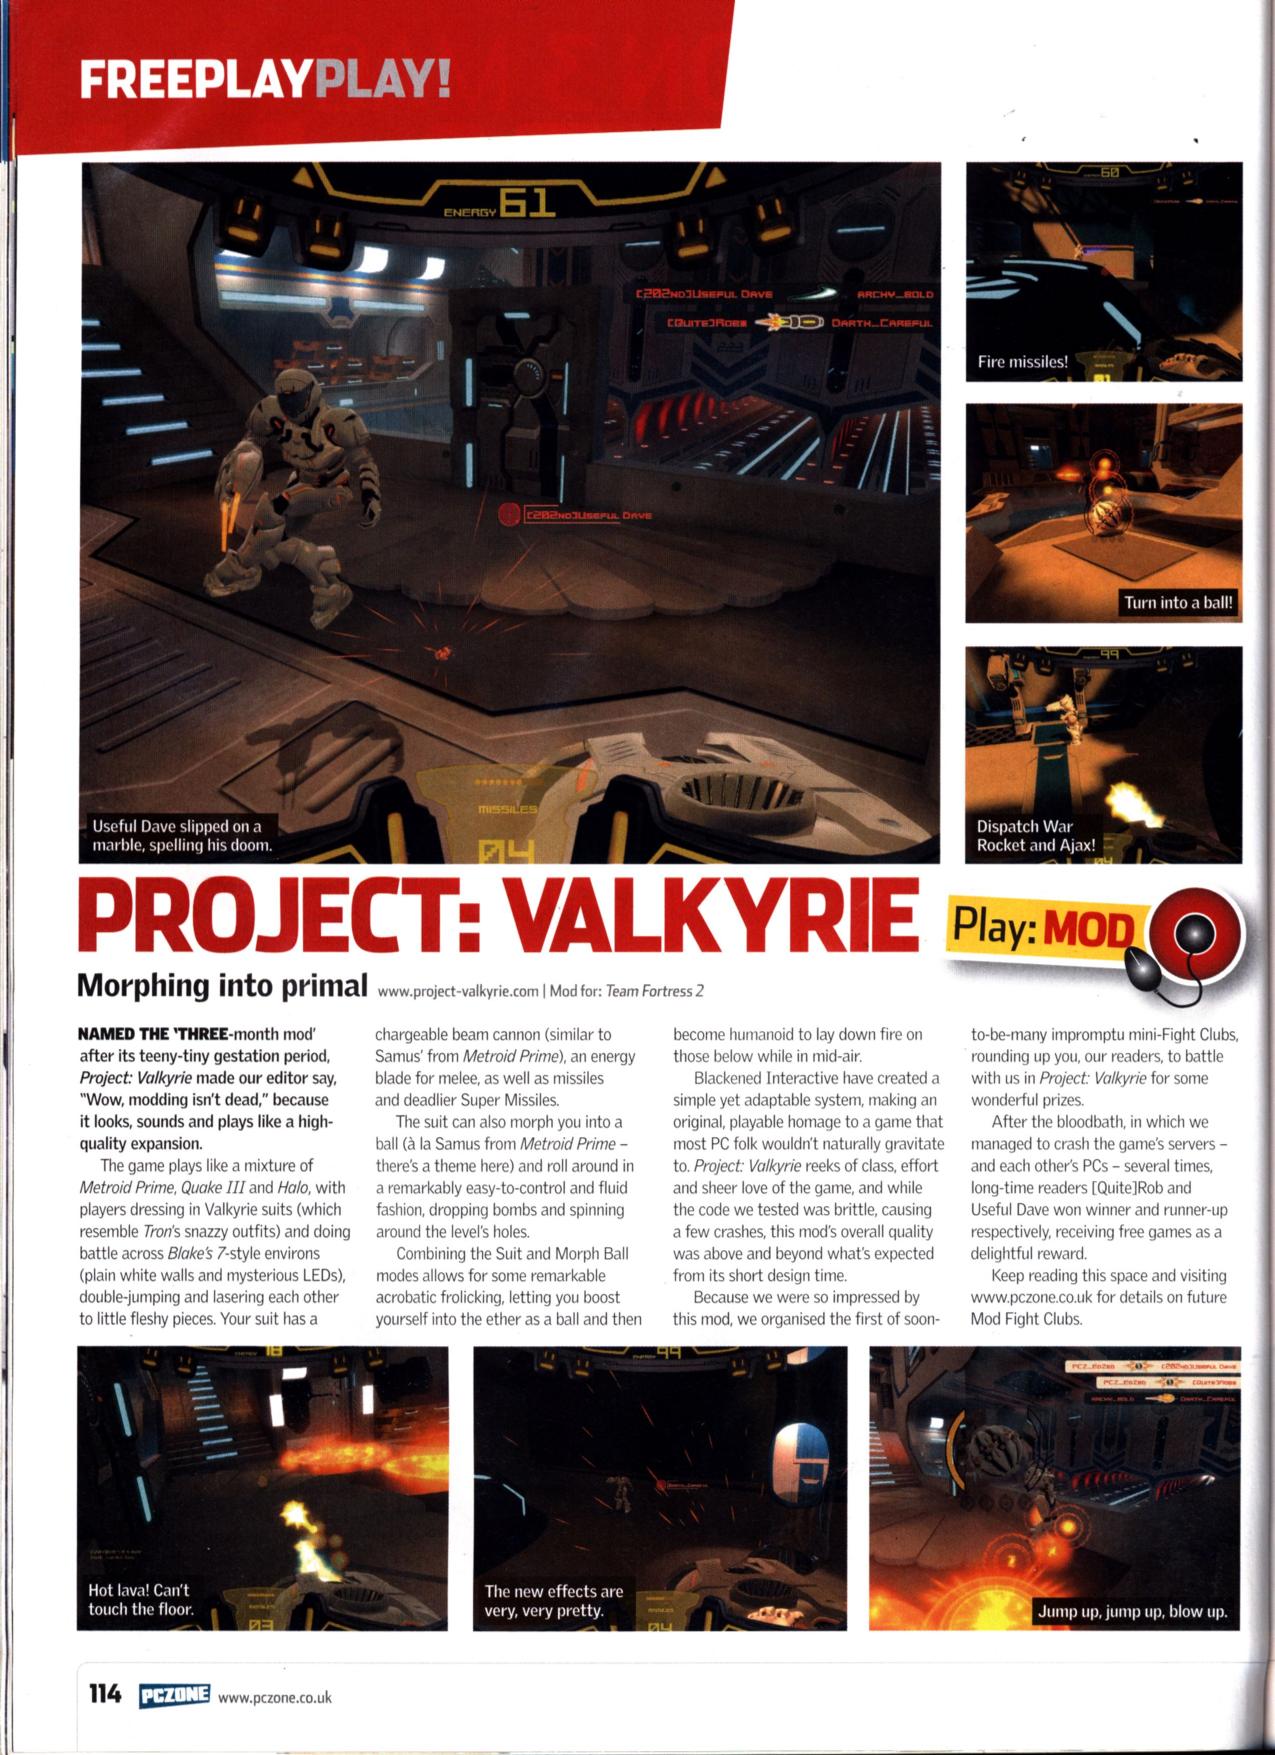 FREEPLAYPLAY!
ENERGY 61
[202ND]USEFUL DAVE ARCHY_BOLD
[QUITE]ROB DARTH_CAREFUL
[202ND]USEFUL DAVE
MISSILES
04
Useful Dave slipped on a
marble, spelling his doom.
60
Fire missiles!
Turn into a ball!
99
Dispatch War
Rocket and Ajax!
04
PROJECT: VALKYRIE
Play: MOD
Morphing into primal www.project-valkyrie.com | Mod for: Team Fortress 2
NAMED THE 'THREE-month mod'
after its teeny-tiny gestation period,
Project: Valkyrie made our editor say,
"Wow, modding isn't dead," because
it looks, sounds and plays like a high-
quality expansion.
The game plays like a mixture of
Metroid Prime, Quake III and Halo, with
players dressing in Valkyrie suits (which
resemble Tron's snazzy outfits) and doing
battle across Blake's 7-style environs
(plain white walls and mysterious LEDs),
double-jumping and lasering each other
to little fleshy pieces. Your suit has a
chargeable beam cannon (similar to
Samus' from Metroid Prime), an energy
blade for melee, as well as missiles
and deadlier Super Missiles.
The suit can also morph you into a
ball (à la Samus from Metroid Prime –
there's a theme here) and roll around in
a remarkably easy-to-control and fluid
fashion, dropping bombs and spinning
around the level's holes.
Combining the Suit and Morph Ball
modes allows for some remarkable
acrobatic frolicking, letting you boost
yourself into the ether as a ball and then
become humanoid to lay down fire on
those below while in mid-air.
Blackened Interactive have created a
simple yet adaptable system, making an
original, playable homage to a game that
most PC folk wouldn't naturally gravitate
to. Project: Valkyrie reeks of class, effort
and sheer love of the game, and while
the code we tested was brittle, causing
a few crashes, this mod's overall quality
was above and beyond what's expected
from its short design time.
Because we were so impressed by
this mod, we organised the first of soon-
to-be-many impromptu mini-Fight Clubs,
rounding up you, our readers, to battle
with us in Project: Valkyrie for some
wonderful prizes.
After the bloodbath, in which we
managed to crash the game's servers –
and each other's PCs – several times,
long-time readers [Quite]Rob and
Useful Dave won winner and runner-up
respectively, receiving free games as a
delightful reward.
Keep reading this space and visiting
www.pczone.co.uk for details on future
Mod Fight Clubs.
18
03
Hot lava! Can't
touch the floor.
99
04
The new effects are
very, very pretty.
[202ND]USEFUL DAVE
[QUITE]ROB
ARCHY_BOLD DARTH_CAREFUL
Jump up, jump up, blow up.
114 PCZONE www.pczone.co.uk